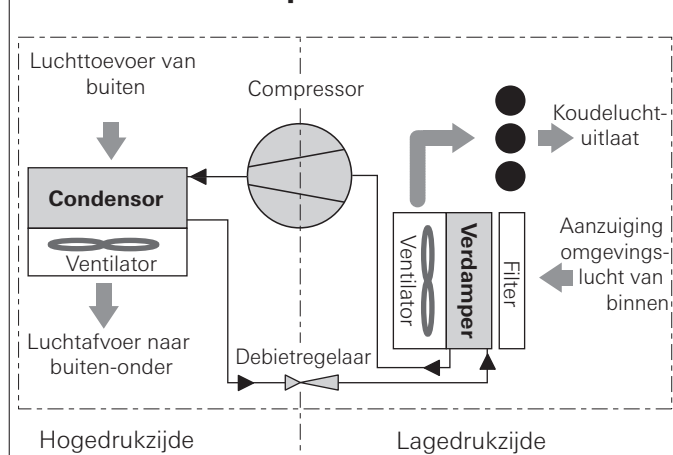 Luchttoevoer van
buiten
Compressor
Koudelucht-
uitlaat
Condensor
Ventilator
Ventilator
Verdamper
Filter
Aanzuiging
omgevings-
lucht van
binnen
Luchtafvoer naar
buiten-onder
Debietregelaar
Hogedrukzijde
Lagedrukzijde